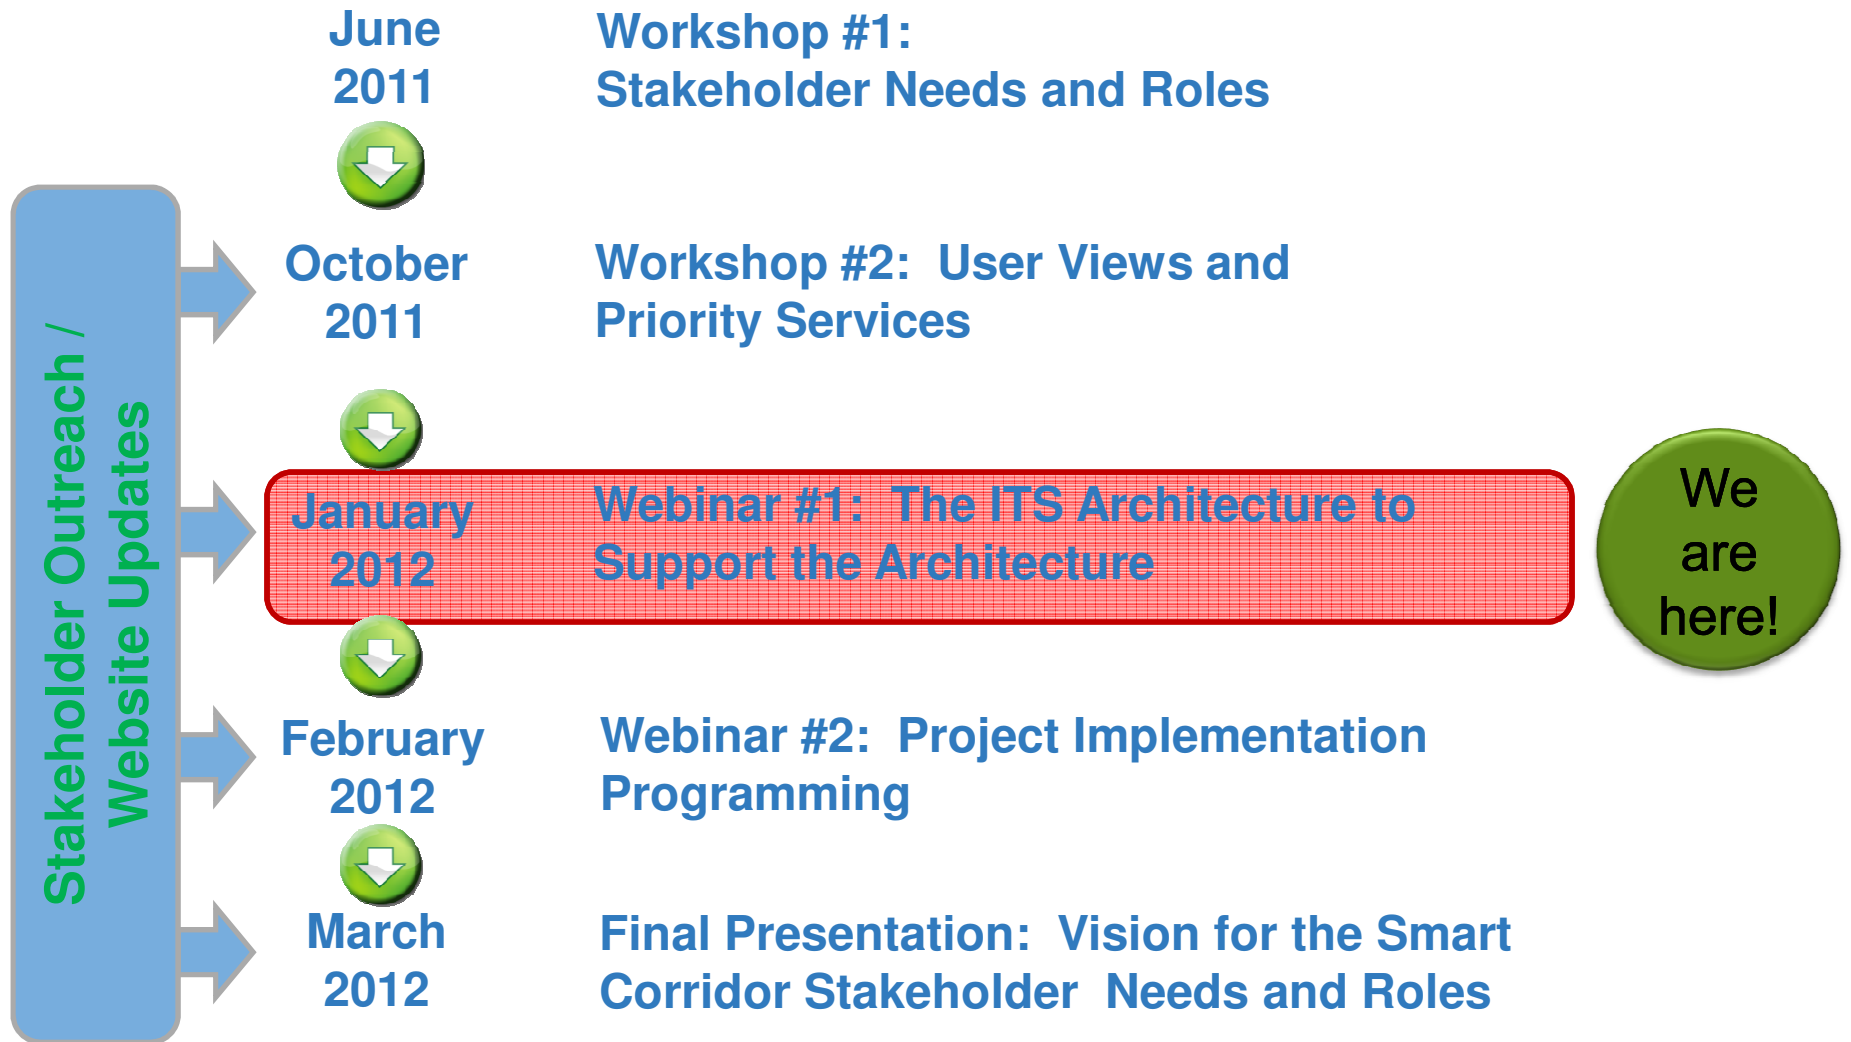 June
2011
Workshop #1:
Stakeholder Needs and Roles
October
2011
Workshop #2:  User Views and
Priority Services
January
2012
Webinar #1:  The ITS Architecture to
Support the Architecture
We
are
here!
February
2012
Webinar #2:  Project Implementation
Programming
March
2012
Final Presentation:  Vision for the Smart
Corridor Stakeholder  Needs and Roles
Stakeholder Outreach /
Website Updates